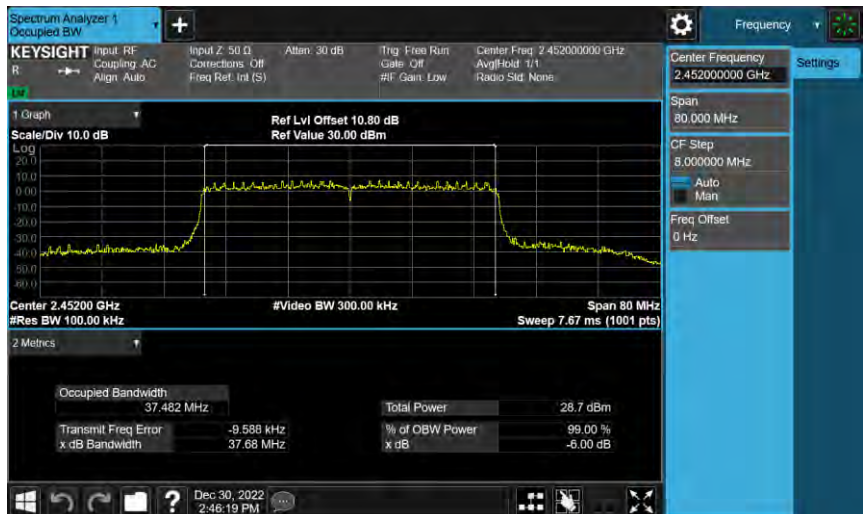 Spectrum Analyzer 1
Occupied BW
+
Frequency
KEYSIGHT Input: RF Input Z: 50 Ω Atten: 30 dB Trig: Free Run Center Freq: 2.452000000 GHz
R Coupling: AC Corrections: Off Gate: Off Avg|Hold: 1/1
Align: Auto Freq Ref: Int (S) #IF Gain: Low Radio Std: None
Center Frequency
2.452000000 GHz
Settings
Span
80.000 MHz
CF Step
8.000000 MHz
Auto
Man
Freq Offset
0 Hz
1 Graph
Scale/Div 10.0 dB
Ref Lvl Offset 10.80 dB
Ref Value 30.00 dBm
Log
20.0
10.0
0.00
-10.0
-20.0
-30.0
-40.0
-50.0
-60.0
Center 2.45200 GHz #Video BW 300.00 kHz Span 80 MHz
#Res BW 100.00 kHz Sweep 7.67 ms (1001 pts)
2 Metrics
Occupied Bandwidth
37.482 MHz Total Power 28.7 dBm
Transmit Freq Error -9.588 kHz % of OBW Power 99.00 %
x dB Bandwidth 37.68 MHz x dB -6.00 dB
? Dec 30, 2022
2:46:19 PM